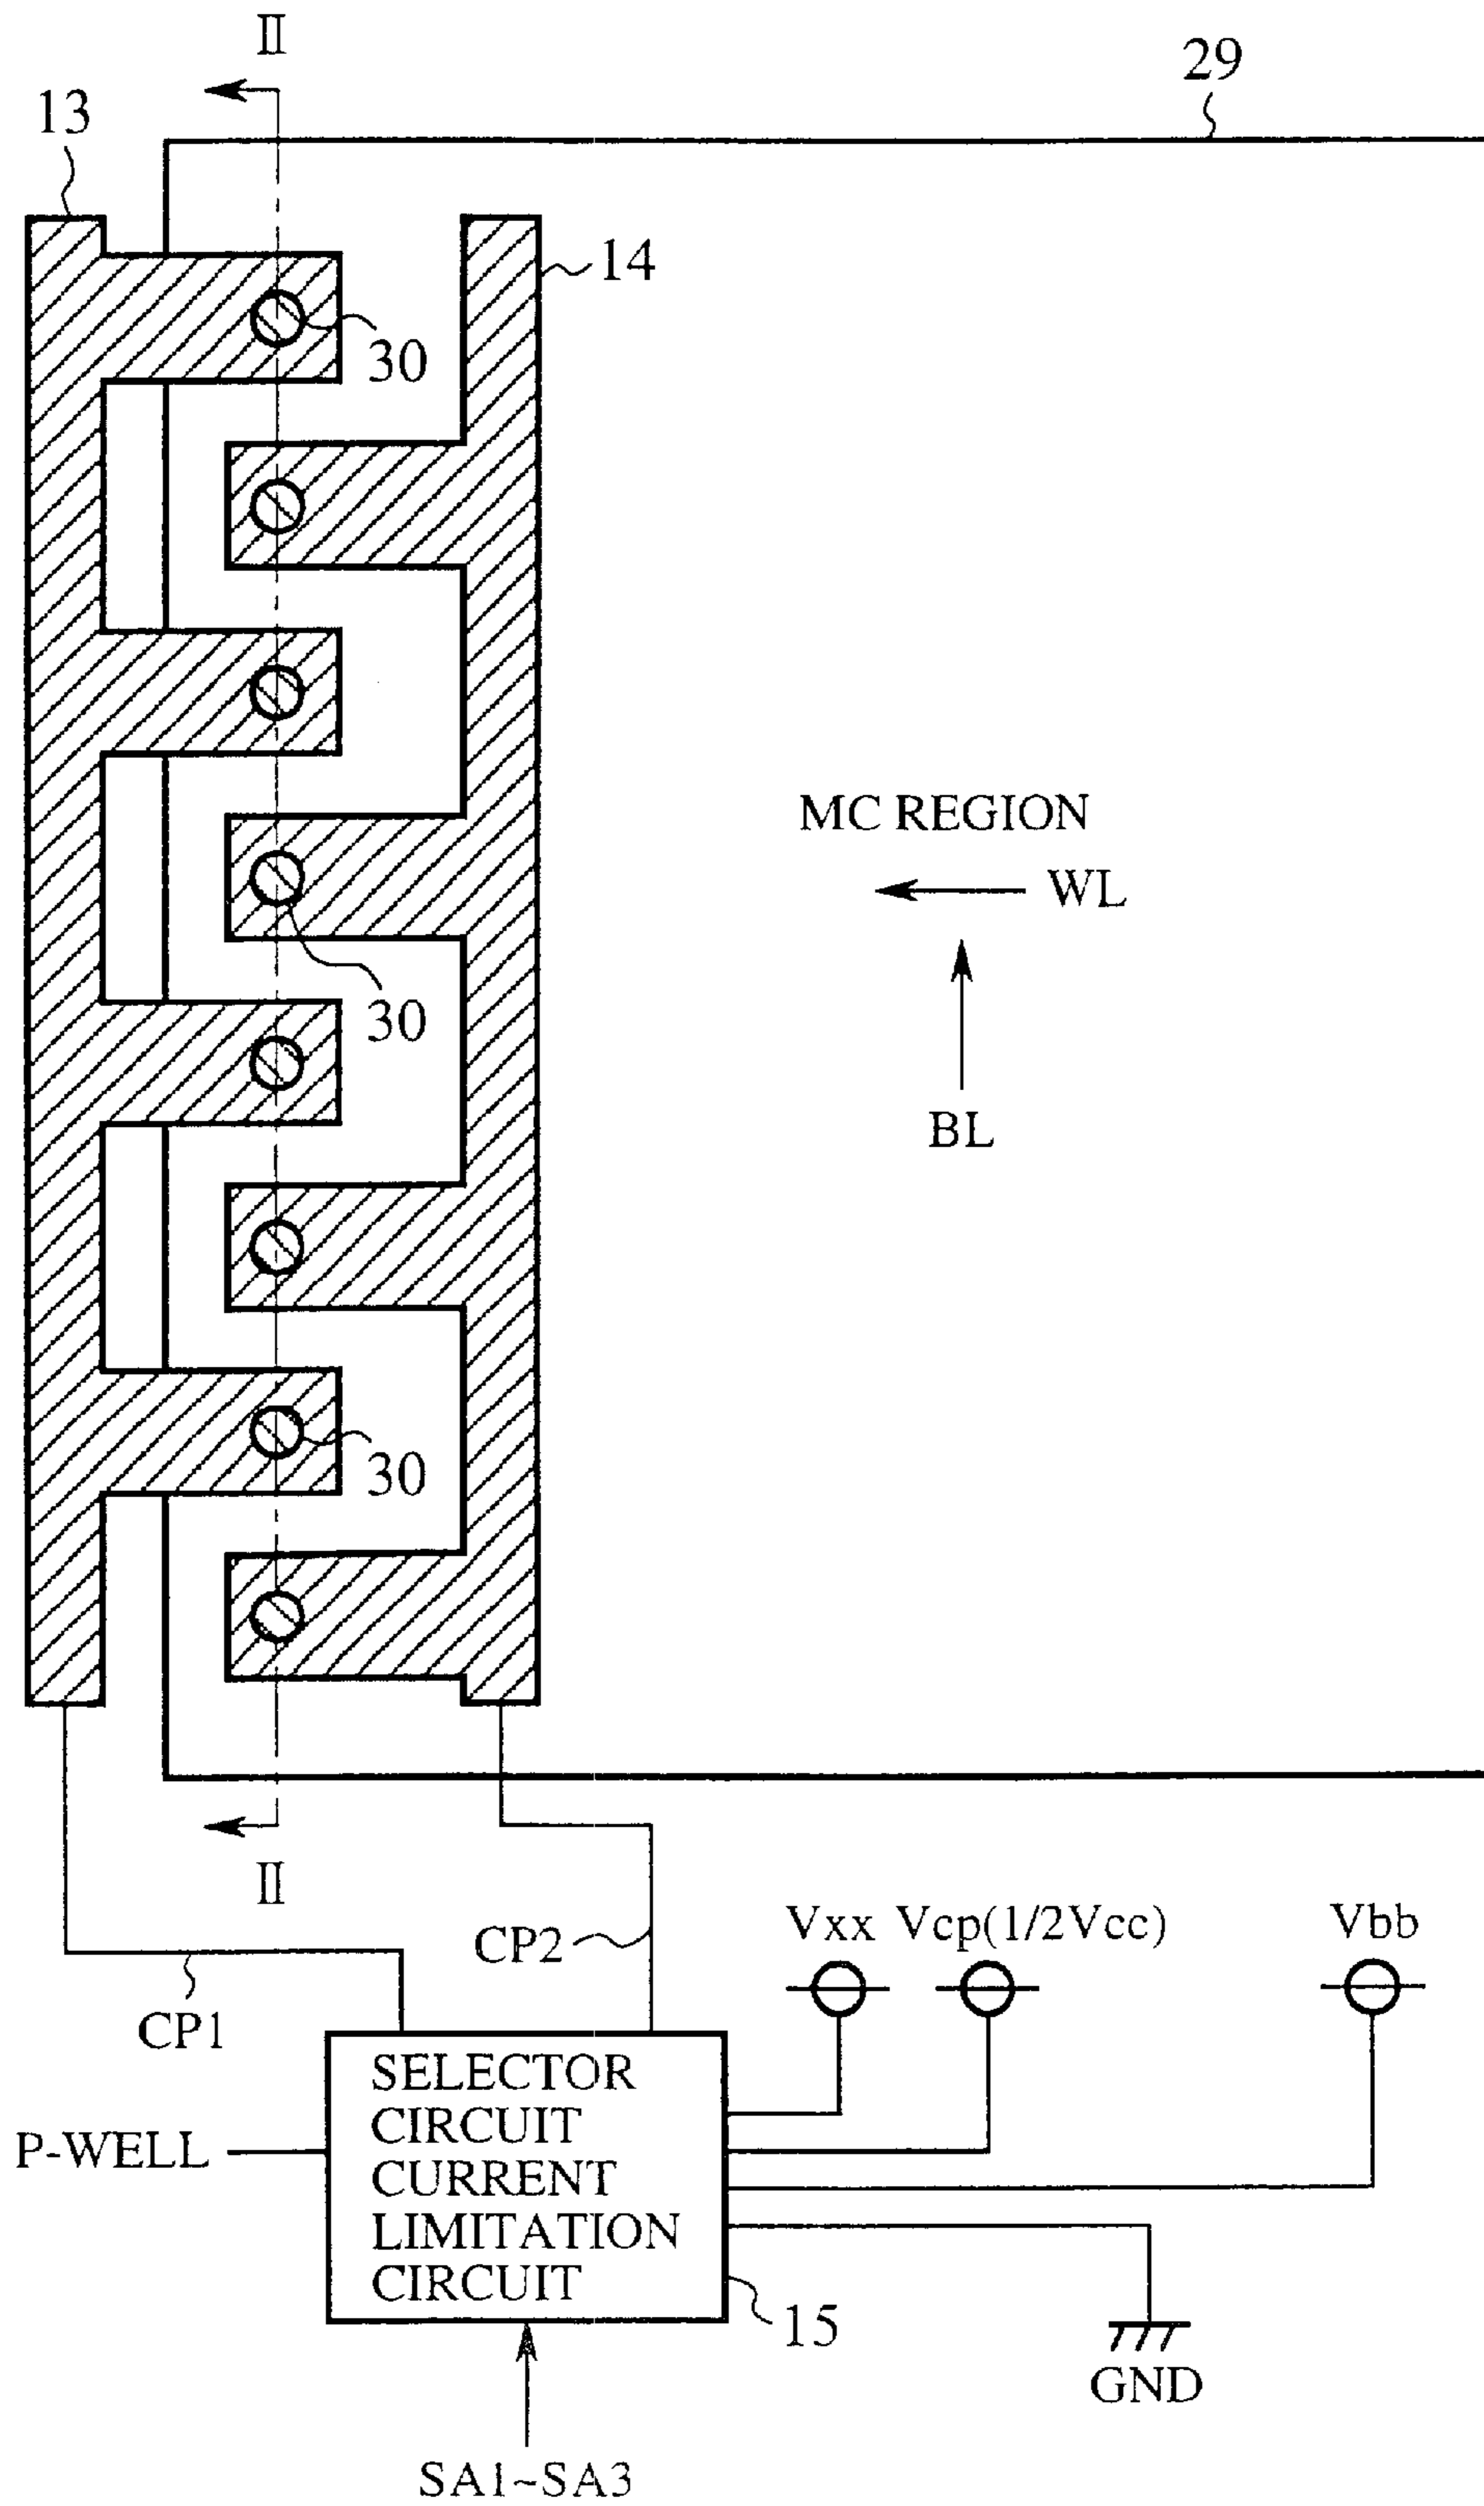 II
29
13
14
30
MC REGION
WL
30
BL
30
II
Vxx Vcp(1/2Vcc) Vbb
CP2
CP1
SELECTOR
CIRCUIT
CURRENT
LIMITATION
CIRCUIT
P-WELL
15
GND
SA1~SA3